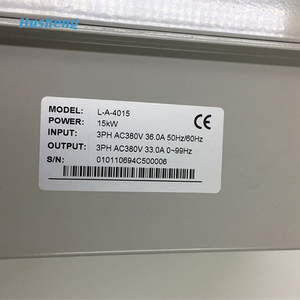 MODEL: L-A-4015
POWER: 15kW
INPUT: 3PH AC380V 36.0A 50Hz/60Hz
OUTPUT: 3PH AC380V 33.0A 0~99Hz
S/N: 010110694C500006
CE